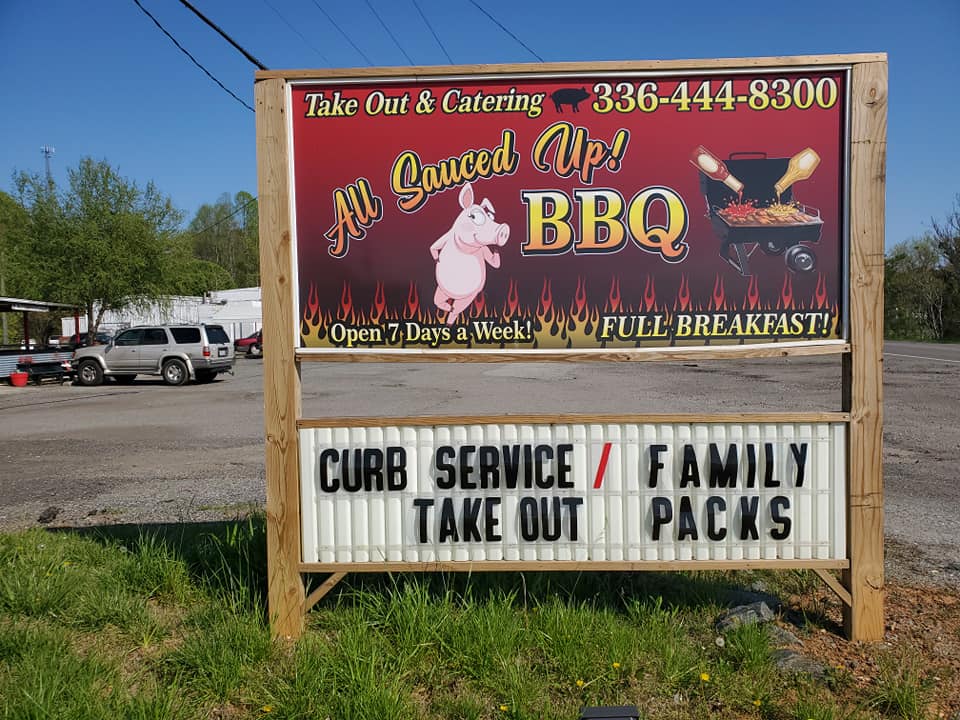 Take Out & Catering 336-444-8300
All Sauced Up!
BBQ
Open 7 Days a Week! FULL BREAKFAST!
CURB SERVICE / FAMILY
TAKE OUT PACKS